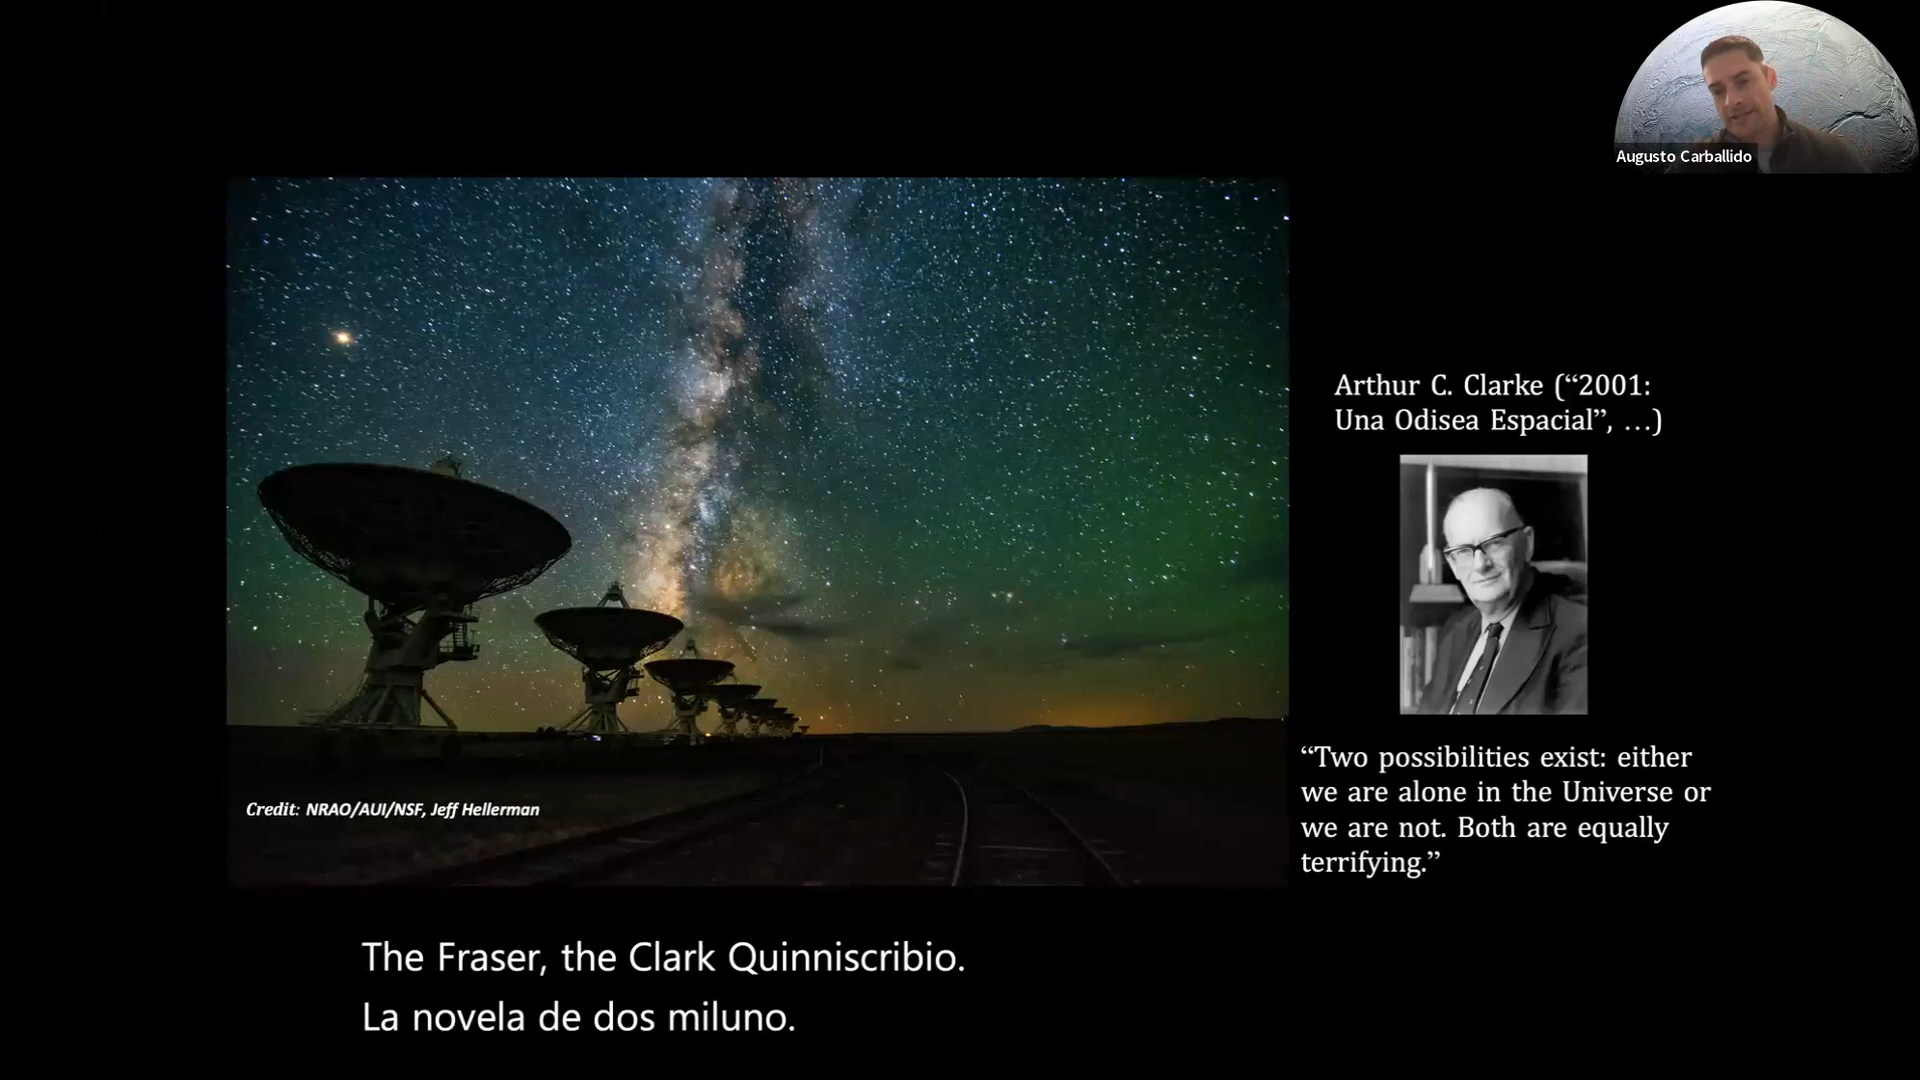 Augusto Carballido
Arthur C. Clarke (“2001:
Una Odisea Espacial”, …)
“Two possibilities exist: either
we are alone in the Universe or
we are not. Both are equally
terrifying.”
Credit: NRAO/AUI/NSF, Jeff Hellerman
The Fraser, the Clark Quinniscribio.
La novela de dos miluno.